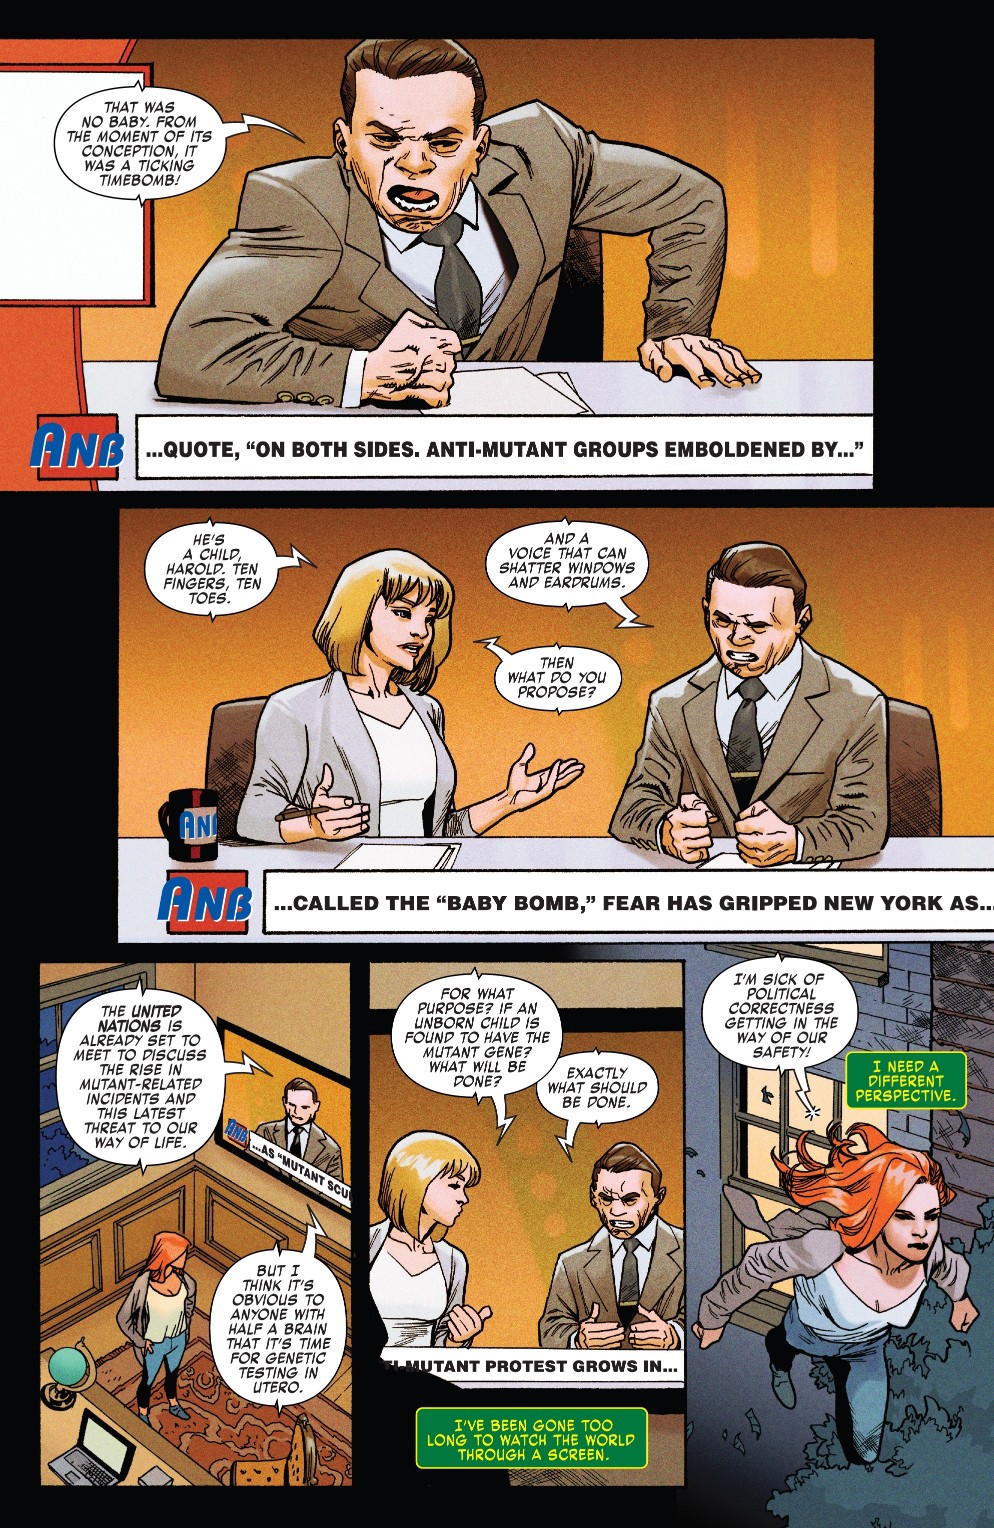 THAT WAS
NO BABY. FROM
THE MOMENT OF ITS
CONCEPTION, IT
WAS A TICKING
TIMEBOMB!
ANB
...QUOTE, “ON BOTH SIDES. ANTI-MUTANT GROUPS EMBOLDENED BY...”
HE'S
A CHILD,
HAROLD. TEN
FINGERS, TEN
TOES.
AND A
VOICE THAT CAN
SHATTER WINDOWS
AND EARDRUMS.
THEN
WHAT DO YOU
PROPOSE?
ANB
ANB
...CALLED THE “BABY BOMB,” FEAR HAS GRIPPED NEW YORK AS...
THE UNITED
NATIONS IS
ALREADY SET TO
MEET TO DISCUSS
THE RISE IN
MUTANT-RELATED
INCIDENTS AND
THIS LATEST
THREAT TO OUR
WAY OF LIFE.
ANB
...AS “MUTANT SCU
BUT I
THINK IT'S
OBVIOUS TO
ANYONE WITH
HALF A BRAIN
THAT IT'S TIME
FOR GENETIC
TESTING IN
UTERO.
FOR WHAT
PURPOSE? IF AN
UNBORN CHILD IS
FOUND TO HAVE THE
MUTANT GENE?
WHAT WILL BE
DONE?
EXACTLY
WHAT SHOULD
BE DONE.
TI-MUTANT PROTEST GROWS IN...
I'VE BEEN GONE TOO
LONG TO WATCH THE WORLD
THROUGH A SCREEN.
I'M SICK OF
POLITICAL
CORRECTNESS
GETTING IN THE
WAY OF OUR
SAFETY!
I NEED A
DIFFERENT
PERSPECTIVE.